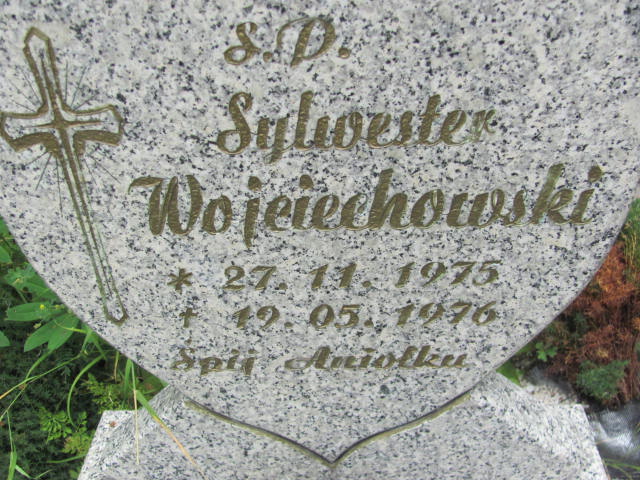 Ś.P.
Sylwester
Wojciechowski
* 27. 11. 1975
† 19. 05. 1976
Śpij Aniołku